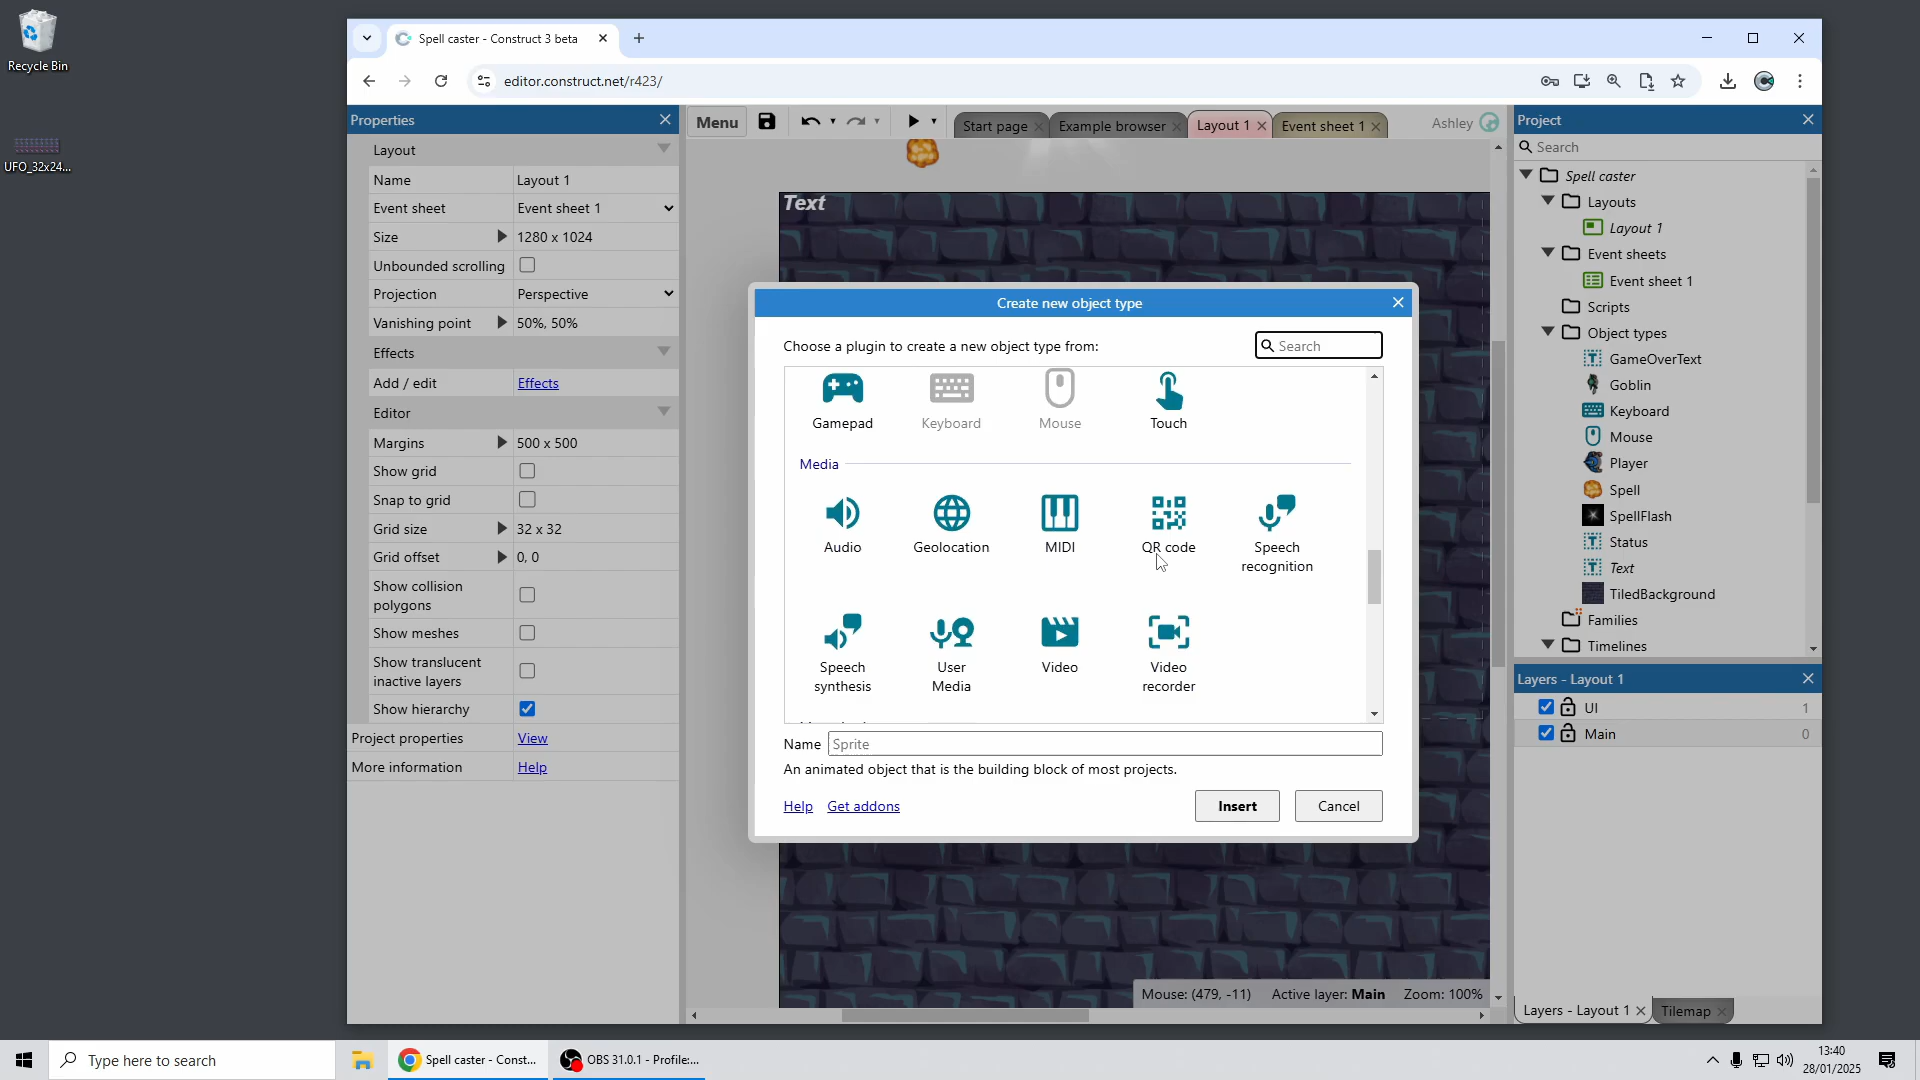 Recycle Bin
UFO_32x24...
Spell caster - Construct 3 beta
editor.construct.net/r423/
Properties
Layout
Name Layout 1
Event sheet Event sheet 1
Size 1280 x 1024
Unbounded scrolling
Projection Perspective
Vanishing point 50%, 50%
Effects
Add / edit Effects
Editor
Margins 500 x 500
Show grid
Snap to grid
Grid size 32 x 32
Grid offset 0, 0
Show collision
polygons
Show meshes
Show translucent
inactive layers
Show hierarchy
Project properties View
More information Help
Menu
Start page
Example browser
Layout 1
Event sheet 1
Ashley
Text
Create new object type
Choose a plugin to create a new object type from:
Search
Gamepad Keyboard Mouse Touch
Media
Audio Geolocation MIDI QR code Speech
recognition
Speech
synthesis
User
Media
Video
Video
recorder
Name Sprite
An animated object that is the building block of most projects.
Help Get addons Insert Cancel
Mouse: (479, -11) Active layer: Main Zoom: 100%
Project
Search
Spell caster
Layouts
Layout 1
Event sheets
Event sheet 1
Scripts
Object types
GameOverText
Goblin
Keyboard
Mouse
Player
Spell
SpellFlash
Status
Text
TiledBackground
Families
Timelines
Layers - Layout 1
UI 1
Main 0
Layers - Layout 1
Tilemap
Type here to search
Spell caster - Const...
OBS 31.0.1 - Profile:...
13:40
28/01/2025